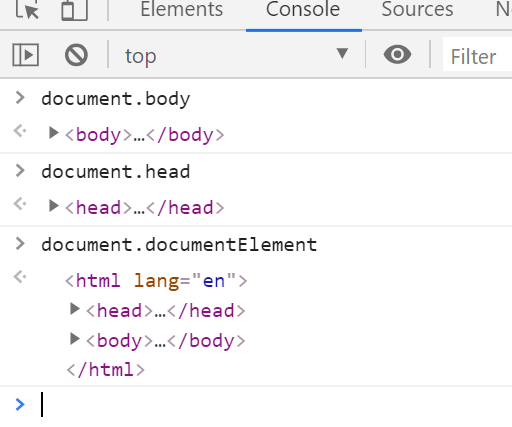 Elements Console Sources
top Filter
document.body
<body>…</body>
document.head
<head>…</head>
document.documentElement
<html lang="en">
<head>…</head>
<body>…</body>
</html>